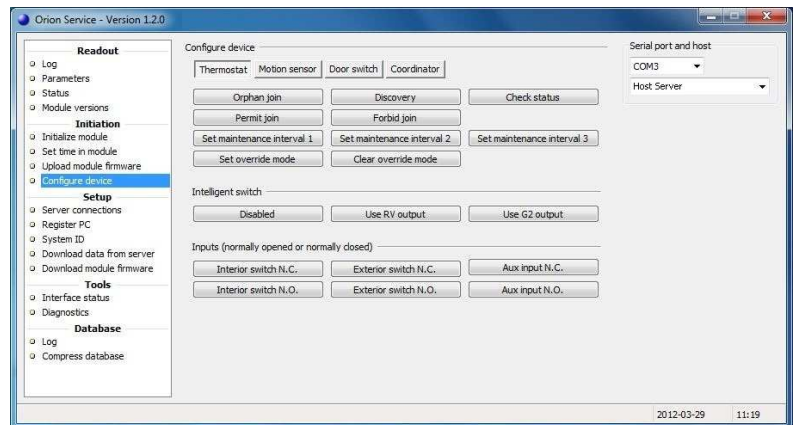 Orion Service - Version 1.2.0
Readout
Log
Parameters
Status
Module versions
Initiation
Initialize module
Set time in module
Upload module firmware
Configure device
Setup
Server connections
Register PC
System ID
Download data from server
Download module firmware
Tools
Interface status
Diagnostics
Database
Log
Compress database
Configure device
Thermostat Motion sensor Door switch Coordinator
Orphan join Discovery Check status
Permit join Forbid join
Set maintenance interval 1 Set maintenance interval 2 Set maintenance interval 3
Set override mode Clear override mode
Intelligent switch
Disabled Use RV output Use G2 output
Inputs (normally opened or normally closed)
Interior switch N.C. Exterior switch N.C. Aux input N.C.
Interior switch N.O. Exterior switch N.O. Aux input N.O.
Serial port and host
COM3
Host Server
2012-03-29 11:19